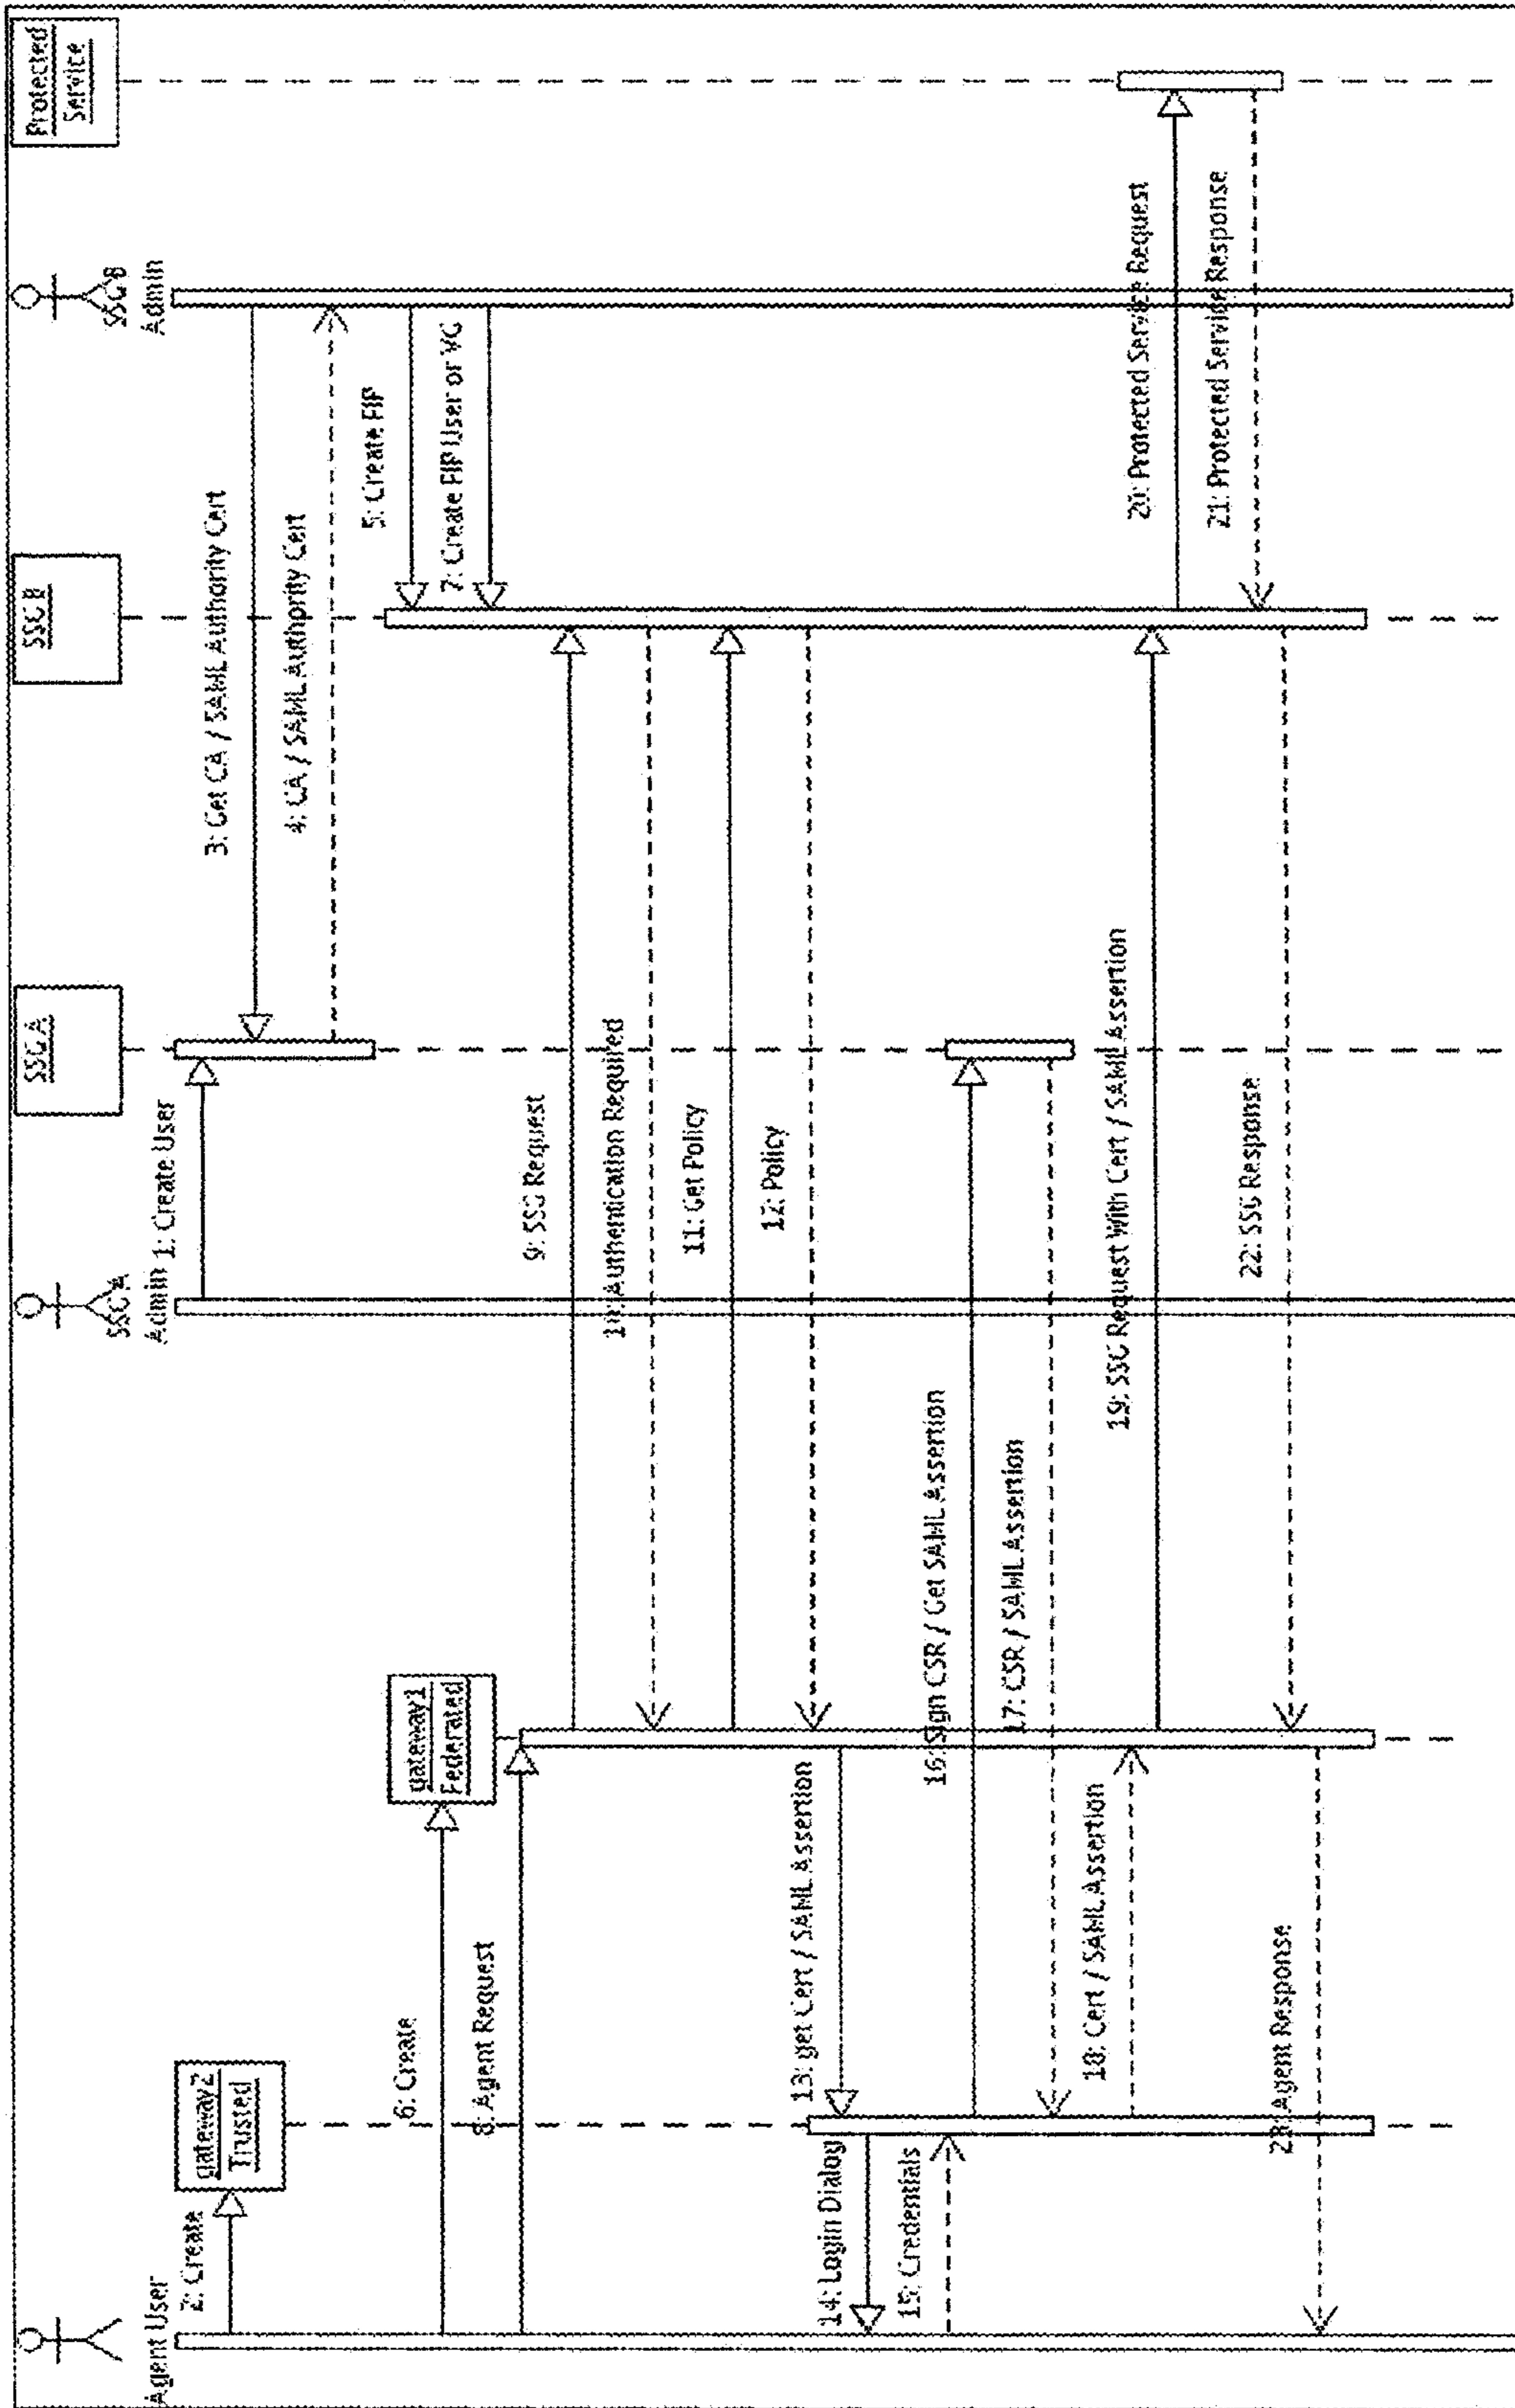 Agent User
gateway2
Trusted
gateway1
Federated
SSG A
Admin
SSG A
SSG B
SSG B
Admin
Protected
Service
1: Create User
2: Create
3: Get CA / SAML Authority Cert
4: CA / SAML Authority Cert
5: Create FIP
6: Create
7: Create FIP User or VG
8: Agent Request
9: SSG Request
10: Authentication Required
11: Get Policy
12: Policy
13: get Cert / SAML Assertion
14: Login Dialog
15: Credentials
16: Sign CSR / Get SAML Assertion
17: CSR / SAML Assertion
18: Cert / SAML Assertion
19: SSG Request With Cert / SAML Assertion
20: Protected Service Request
21: Protected Service Response
22: SSG Response
23: Agent Response